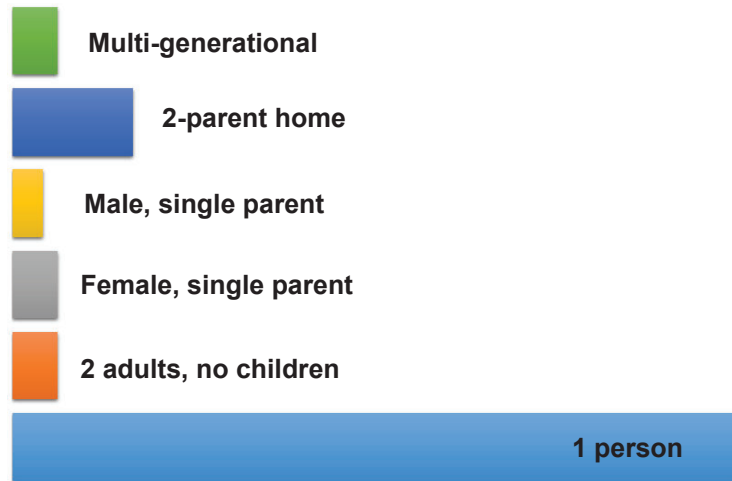 Multi-generational
2-parent home
Male, single parent
Female, single parent
2 adults, no children
1 person